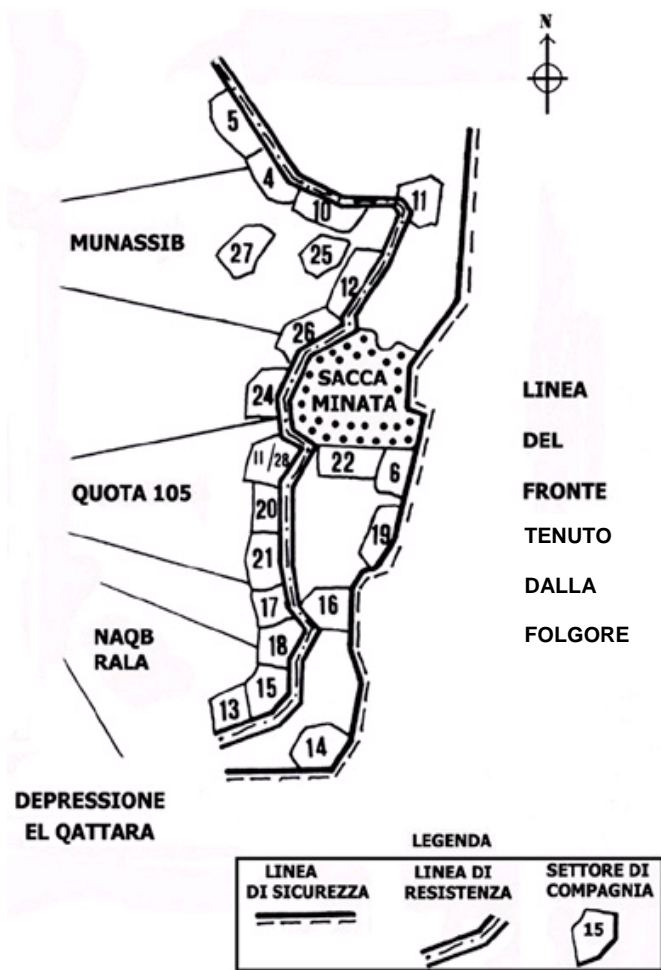 N
5
4
10
11
MUNASSIB
27
25
12
26
SACCA
MINATA
24
LINEA
DEL
FRONTE
TENUTO
DALLA
FOLGORE
II / 28
22
6
QUOTA 105
20
19
21
17
16
NAQB
RALA
18
15
13
14
DEPRESSIONE
EL QATTARA
LEGENDA
LINEA
DI SICUREZZA
LINEA DI
RESISTENZA
SETTORE DI
COMPAGNIA
15